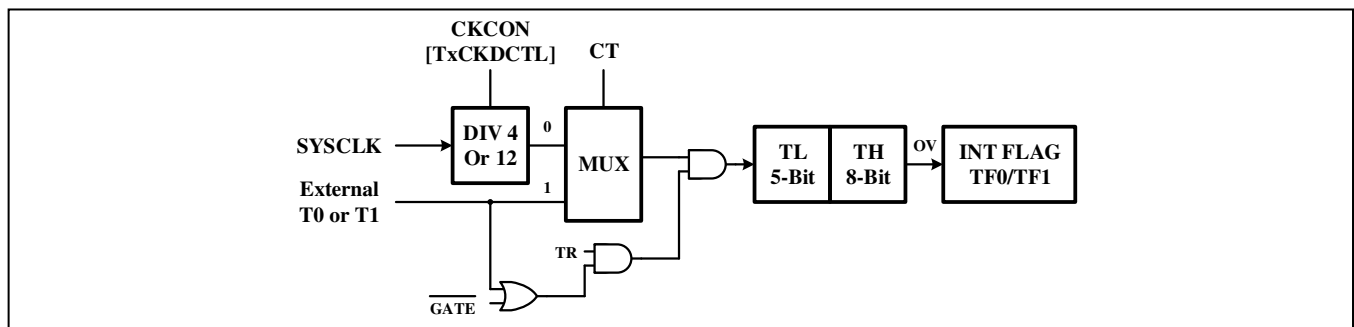 CKCON
[TxCKDCTL]
CT
SYSCLK
DIV 4
Or 12
0
MUX
TL
5-Bit
TH
8-Bit
OV
INT FLAG
TF0/TF1
External
T0 or T1
1
TR
GATE